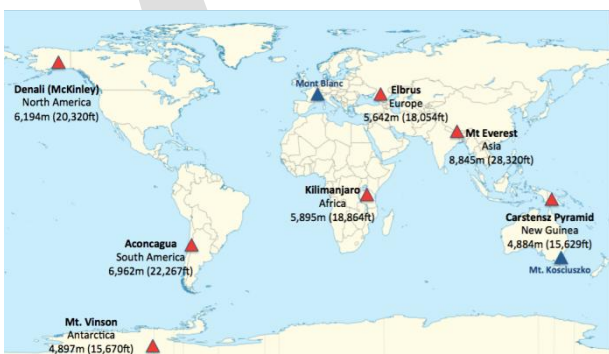 Denali (McKinley)
North America
6,194m (20,320ft)
Mont Blanc
Elbrus
Europe
5,642m (18,054ft)
Mt Everest
Asia
8,845m (28,320ft)
Kilimanjaro
Africa
5,895m (18,864ft)
Carstensz Pyramid
New Guinea
4,884m (15,629ft)
Mt. Kosciuszko
Aconcagua
South America
6,962m (22,267ft)
Mt. Vinson
Antarctica
4,897m (15,670ft)